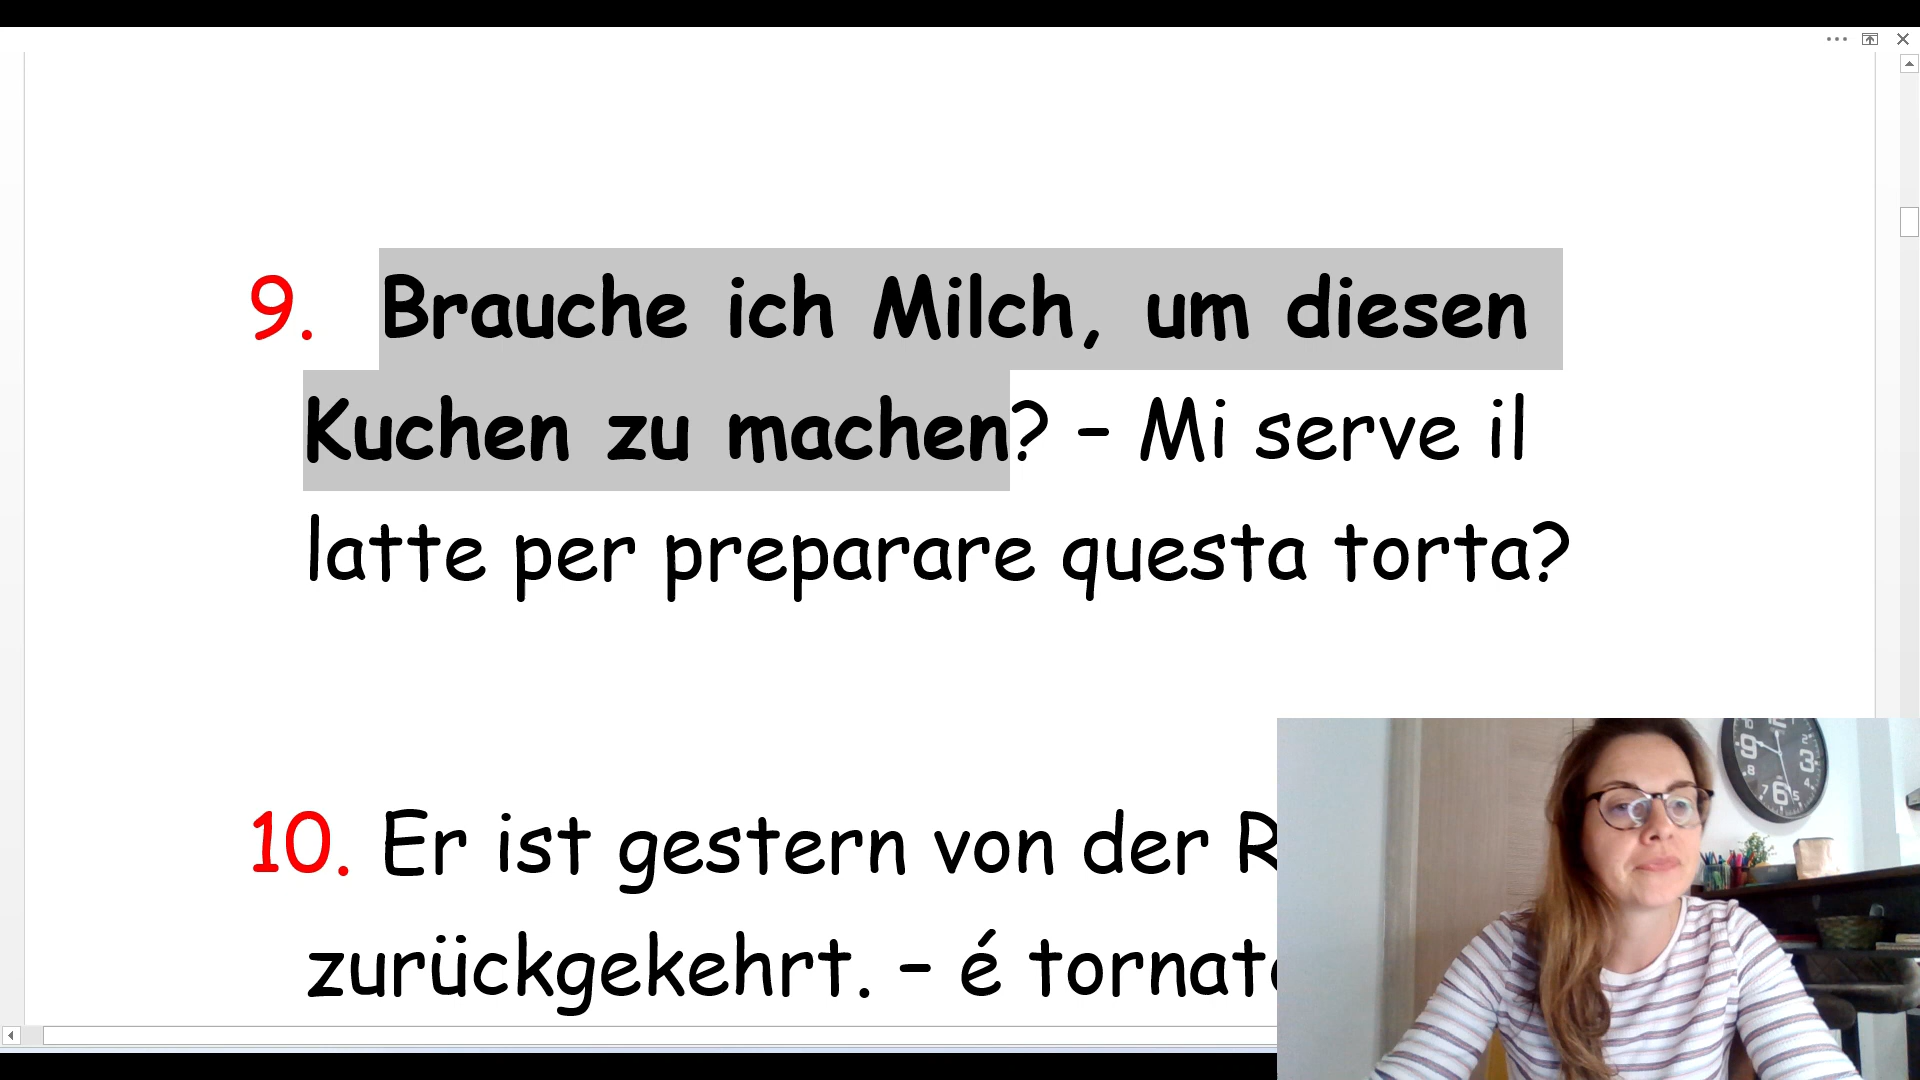 9. Brauche ich Milch, um diesen
Kuchen zu machen? – Mi serve il
latte per preparare questa torta?
10. Er ist gestern von der
zurückgekehrt. – é